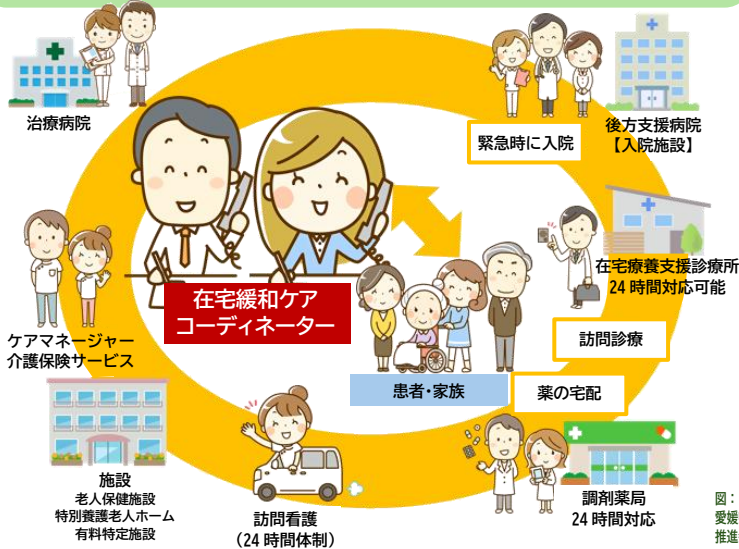 治療病院
緊急時に入院
後方支援病院
【入院施設】
在宅療養支援診療所
24時間対応可能
在宅緩和ケア
コーディネーター
ケアマネージャー
介護保険サービス
訪問診療
患者・家族
薬の宅配
施設
老人保健施設
特別養護老人ホーム
有料特定施設
訪問看護
（24時間体制）
調剤薬局
24時間対応
図：
愛媛
推進